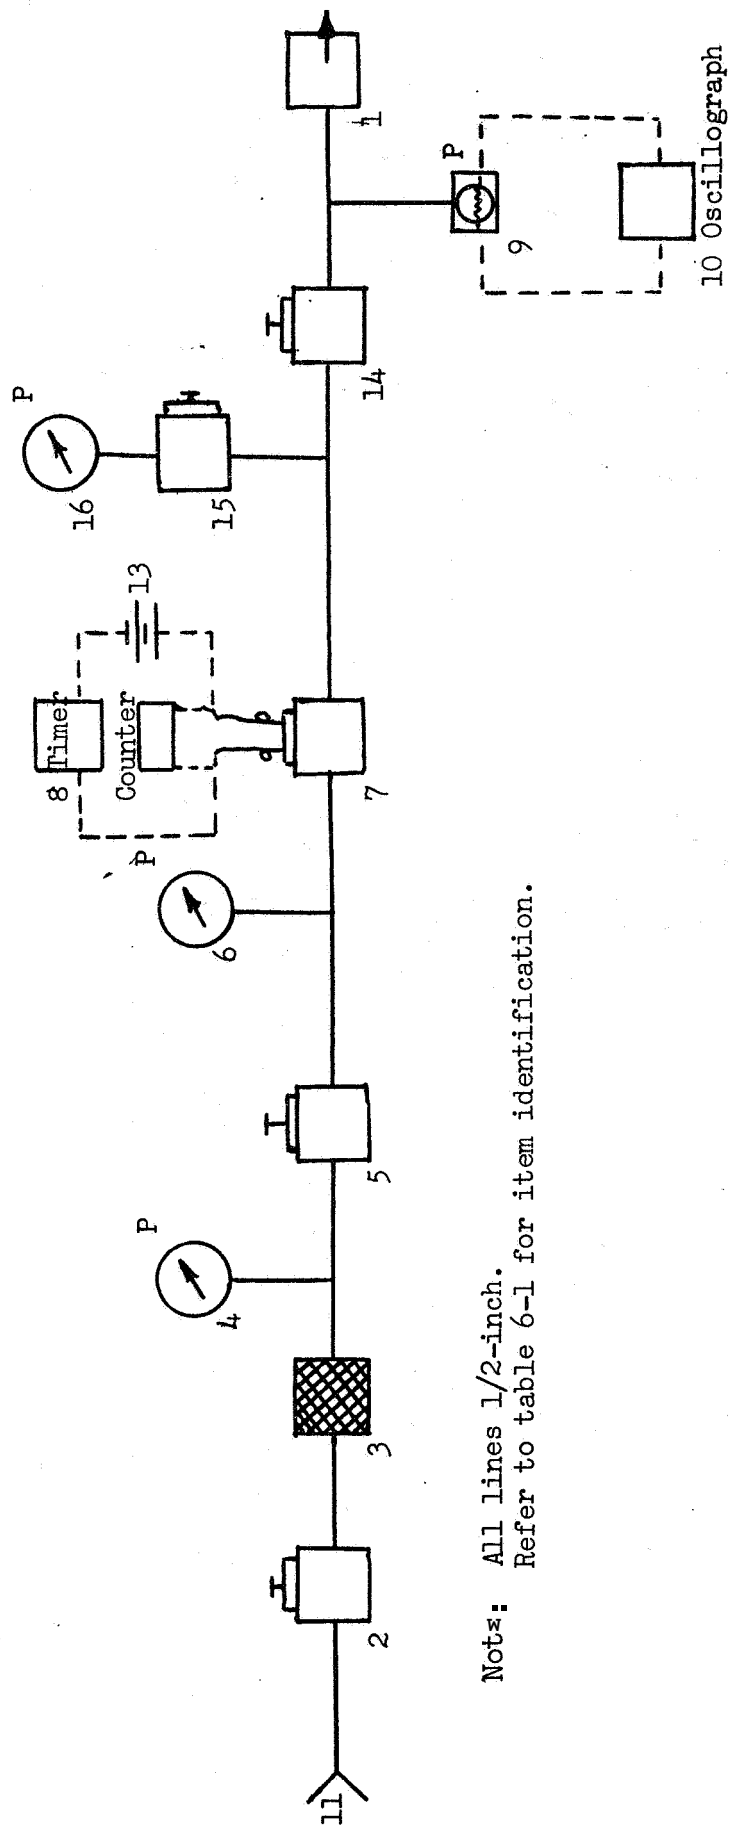 11
2
3
4
P
5
6
P
7
8 Timer
Counter
13
16
P
15
14
9
P
10 Oscillograph
1
Note: All lines 1/2-inch.
Refer to table 6-1 for item identification.